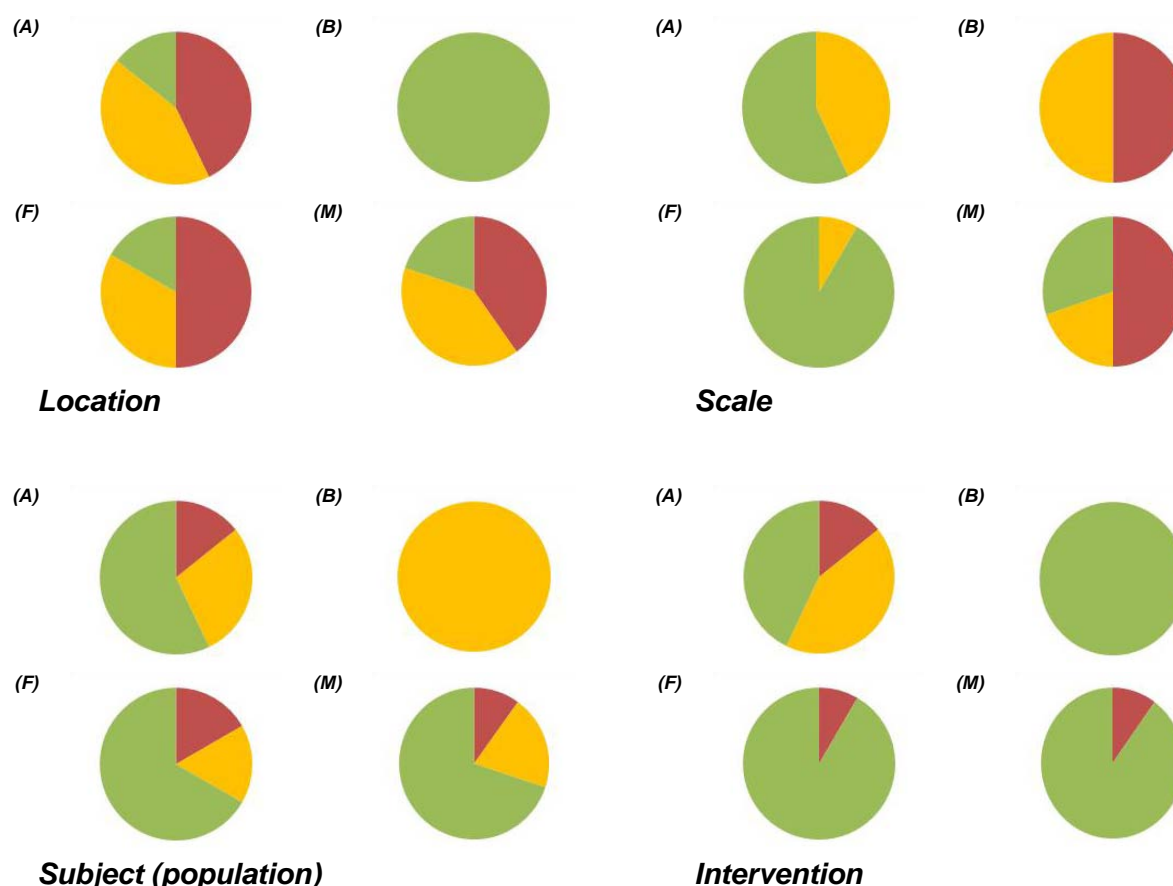 (A) (B) (A) (B)
(F) (M) (F) (M)
Location Scale
(A) (B) (A) (B)
(F) (M) (F) (M)
Subject (population) Intervention